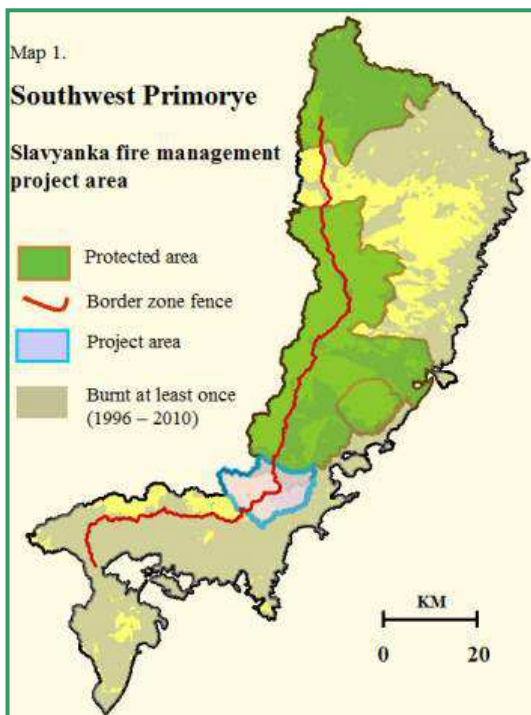 Map 1.
Southwest Primorye
Slavyanka fire management
project area
Protected area
Border zone fence
Project area
Burnt at least once
(1996 – 2010)
KM
0 20